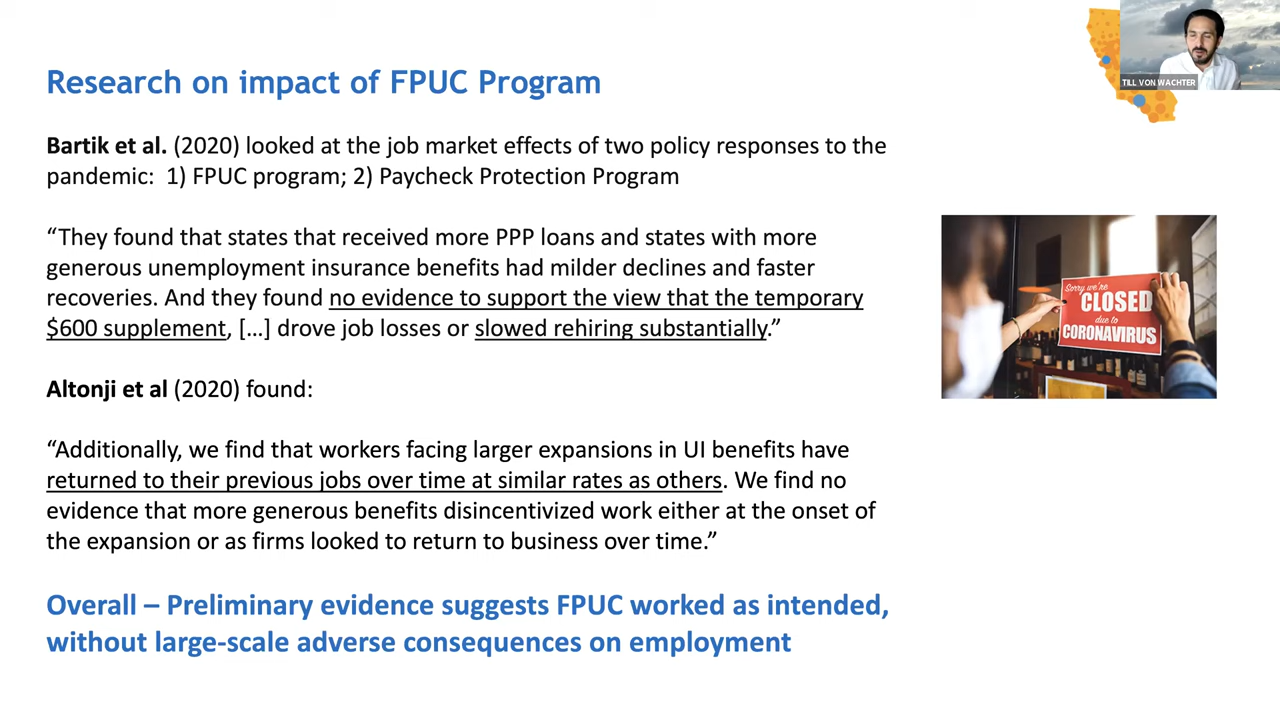 TILL VON WACHTER
Research on impact of FPUC Program
Bartik et al. (2020) looked at the job market effects of two policy responses to the
pandemic:  1) FPUC program; 2) Paycheck Protection Program
“They found that states that received more PPP loans and states with more
generous unemployment insurance benefits had milder declines and faster
recoveries. And they found no evidence to support the view that the temporary
$600 supplement, […] drove job losses or slowed rehiring substantially.”
Sorry we're
CLOSED
due to
CORONAVIRUS
Altonji et al (2020) found:
“Additionally, we find that workers facing larger expansions in UI benefits have
returned to their previous jobs over time at similar rates as others. We find no
evidence that more generous benefits disincentivized work either at the onset of
the expansion or as firms looked to return to business over time.”
Overall – Preliminary evidence suggests FPUC worked as intended,
without large-scale adverse consequences on employment